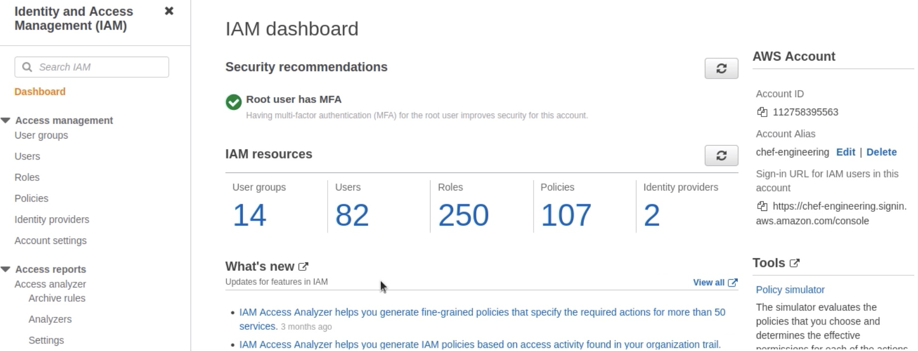 Identity and Access
Management (IAM)
Search IAM
Dashboard
Access management
User groups
Users
Roles
Policies
Identity providers
Account settings
Access reports
Access analyzer
Archive rules
Analyzers
Settings
IAM dashboard
Security recommendations
Root user has MFA
Having multi-factor authentication (MFA) for the root user improves security for this account.
IAM resources
User groups
14
Users
82
Roles
250
Policies
107
Identity providers
2
What's new
Updates for features in IAM
View all
IAM Access Analyzer helps you generate fine-grained policies that specify the required actions for more than 50
services. 3 months ago
IAM Access Analyzer helps you generate IAM policies based on access activity found in your organization trail.
AWS Account
Account ID
112758395563
Account Alias
chef-engineering Edit | Delete
Sign-in URL for IAM users in this
account
https://chef-engineering.signin.
aws.amazon.com/console
Tools
Policy simulator
The simulator evaluates the
policies that you choose and
determines the effective
permissions for each of the actions